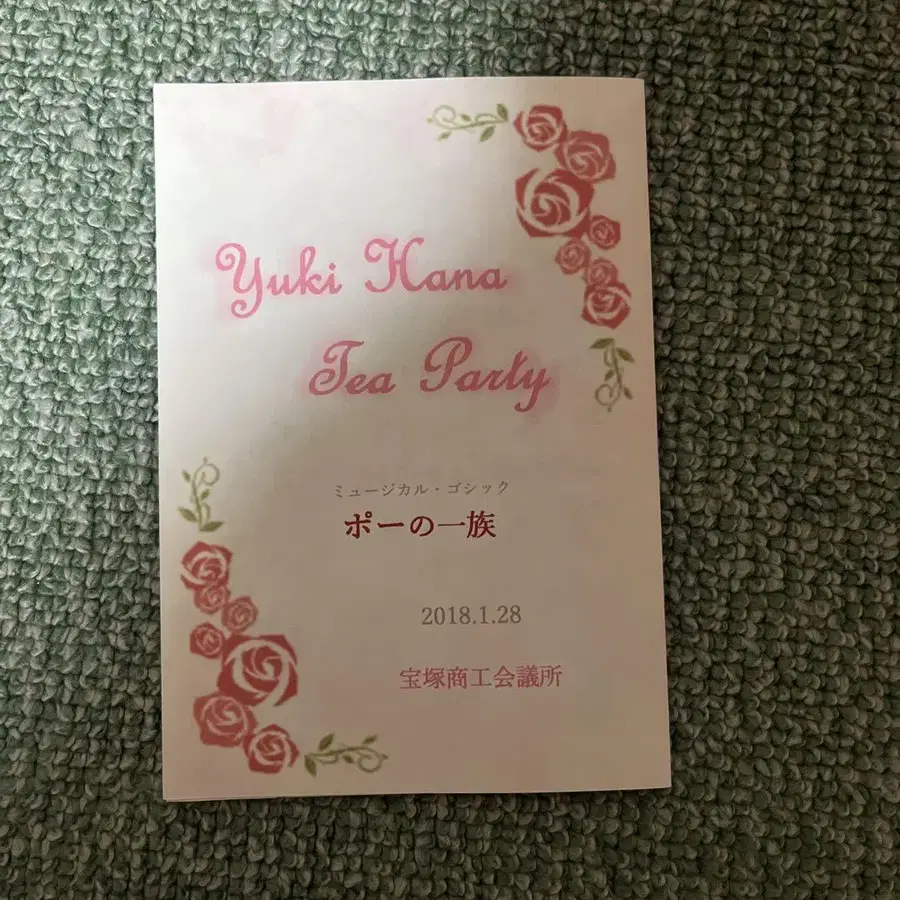 Yuki Hana
Tea Party
ミュージカル・ゴシック
ポーの一族
2018.1.28
宝塚商工会議所